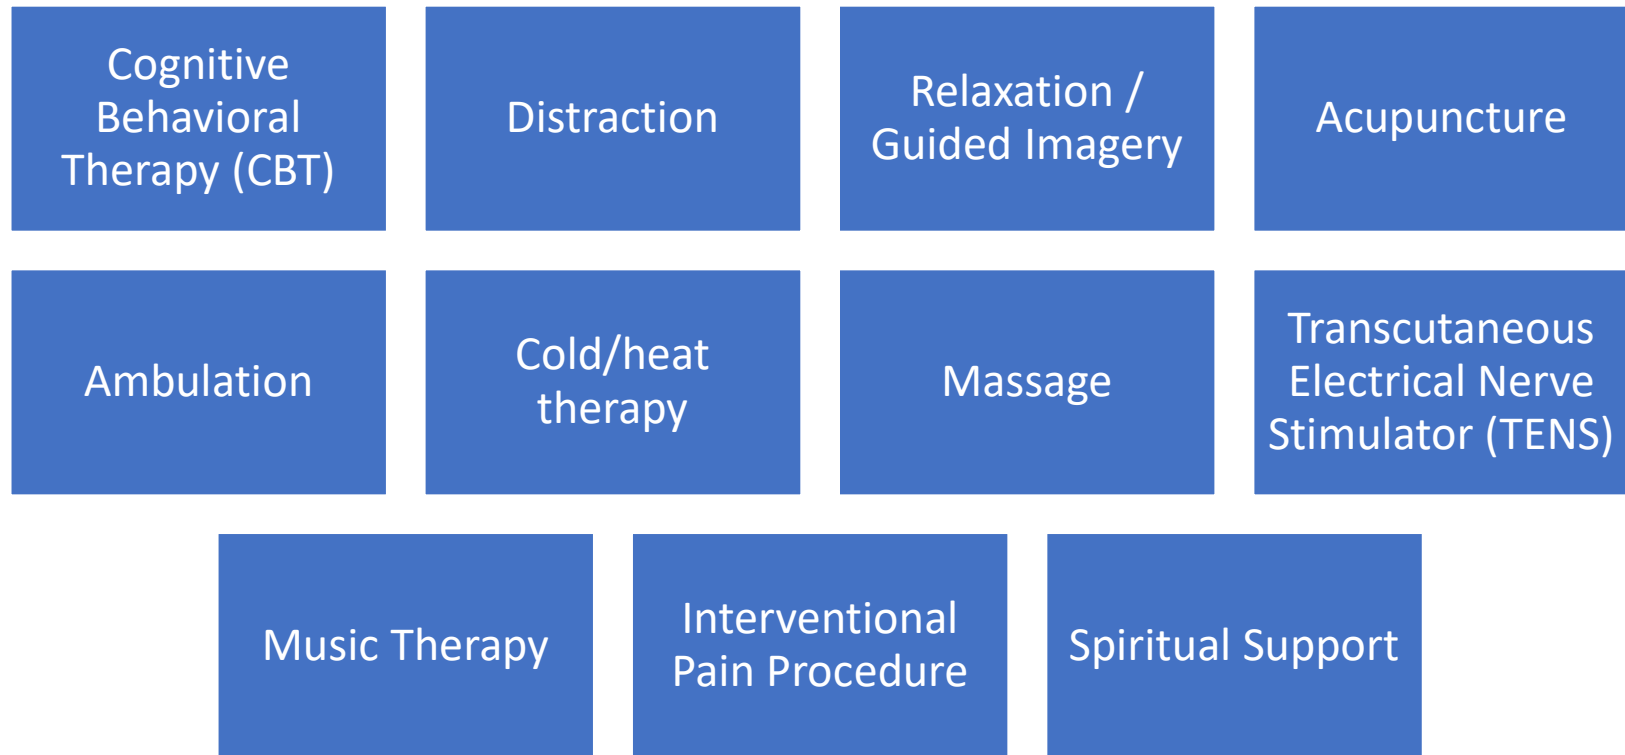 Cognitive
Behavioral
Therapy (CBT)
Distraction
Relaxation /
Guided Imagery
Acupuncture
Ambulation
Cold/heat
therapy
Massage
Transcutaneous
Electrical Nerve
Stimulator (TENS)
Music Therapy
Interventional
Pain Procedure
Spiritual Support